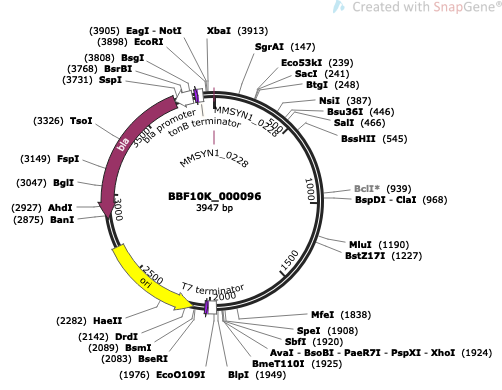 Created with SnapGene®
(3905) EagI - NotI
XbaI (3913)
(3898) EcoRI
SgrAI (147)
(3808) BsgI
Eco53kI (239)
(3768) BsrBI
SacI (241)
(3731) SspI
BtgI (248)
NsiI (387)
Bsu36I (446)
SalI (466)
BssHII (545)
(3326) TsoI
(3149) FspI
(3047) BglI
(2927) AhdI
(2875) BanI
BclI* (939)
BspDI - ClaI (968)
MluI (1190)
BstZ17I (1227)
MMSYN1_0228
500
bla promoter
tonB terminator
3500
bla
MMSYN1_0228
BBF10K_000096
3947 bp
1000
3000
1500
2500
ori
T7 terminator
2000
(2282) HaeII
MfeI (1838)
(2142) DrdI
SpeI (1908)
(2089) BsmI
SbfI (1920)
(2083) BseRI
AvaI - BsoBI - PaeR7I - PspXI - XhoI (1924)
BmeT110I (1925)
(1976) EcoO109I
BlpI (1949)